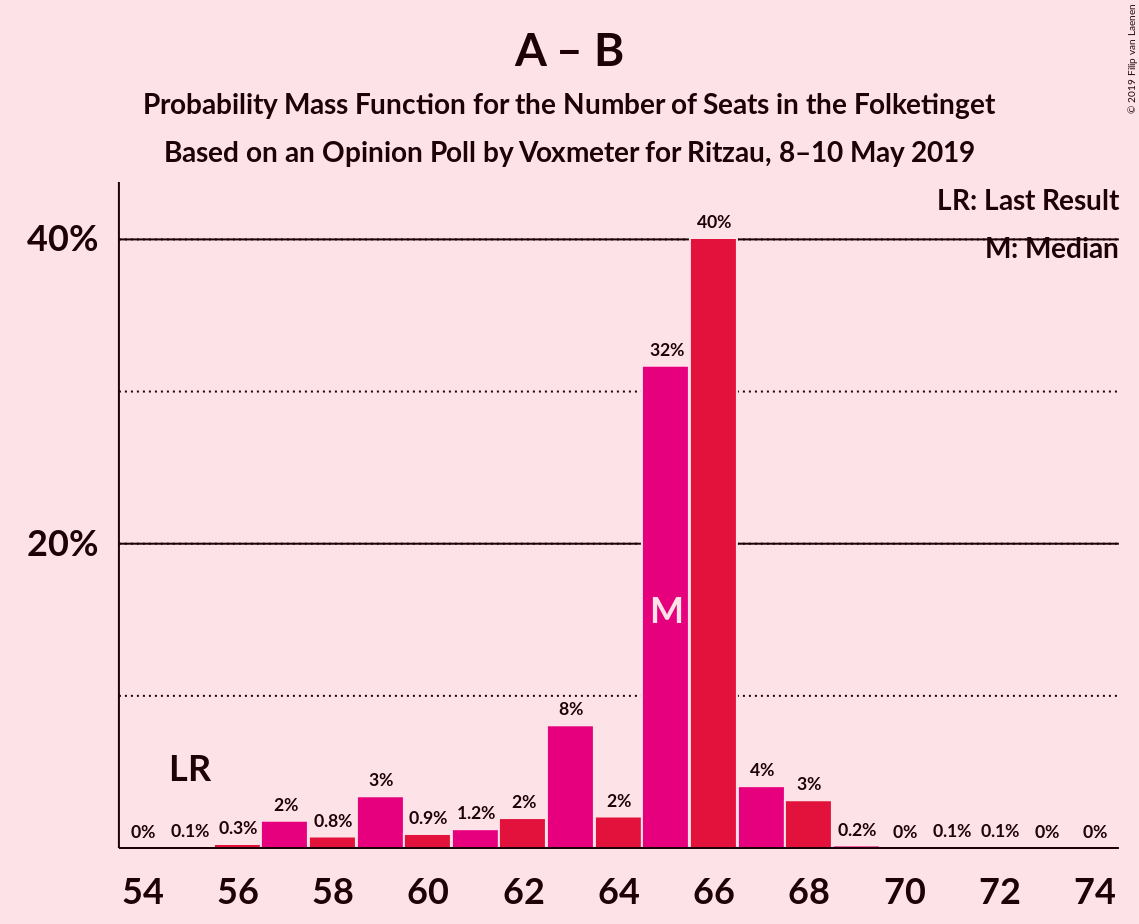 A – B
Probability Mass Function for the Number of Seats in the Folketinget
Based on an Opinion Poll by Voxmeter for Ritzau, 8–10 May 2019
© 2019 Filip van Laenen
LR: Last Result
M: Median
40%
20%
0%
0.1%
0.3%
2%
0.8%
3%
0.9%
1.2%
2%
8%
2%
32%
40%
4%
3%
0.2%
0%
0.1%
0.1%
0%
0%
LR
M
54 56 58 60 62 64 66 68 70 72 74